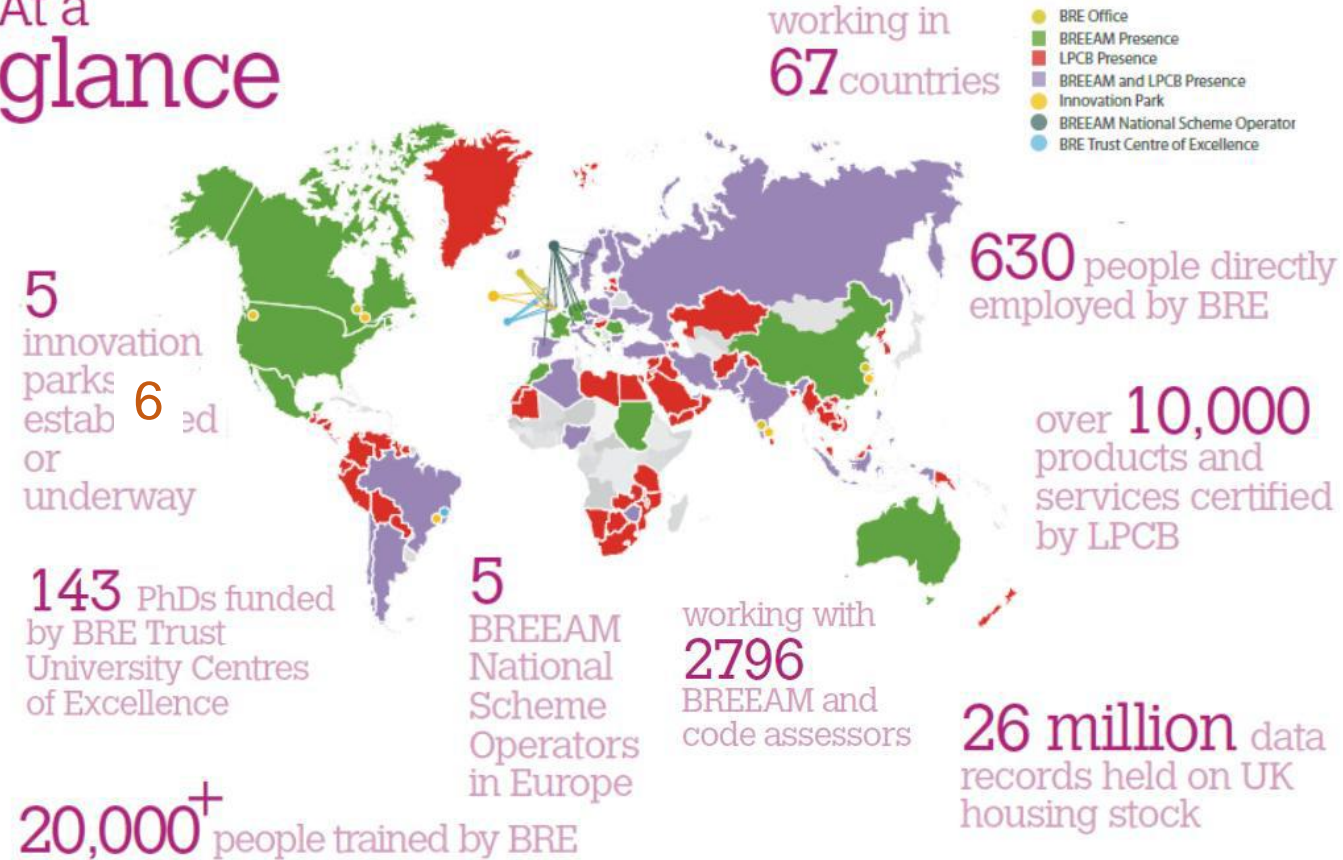 At a
glance
working in
67 countries
BRE Office
BREEAM Presence
LPCB Presence
BREEAM and LPCB Presence
Innovation Park
BREEAM National Scheme Operator
BRE Trust Centre of Excellence
5
innovation
parks
estab 6 ed
or
underway
630 people directly
employed by BRE
over 10,000
products and
services certified
by LPCB
143 PhDs funded
by BRE Trust
University Centres
of Excellence
5
BREEAM
National
Scheme
Operators
in Europe
working with
2796
BREEAM and
code assessors
26 million data
records held on UK
housing stock
20,000+ people trained by BRE